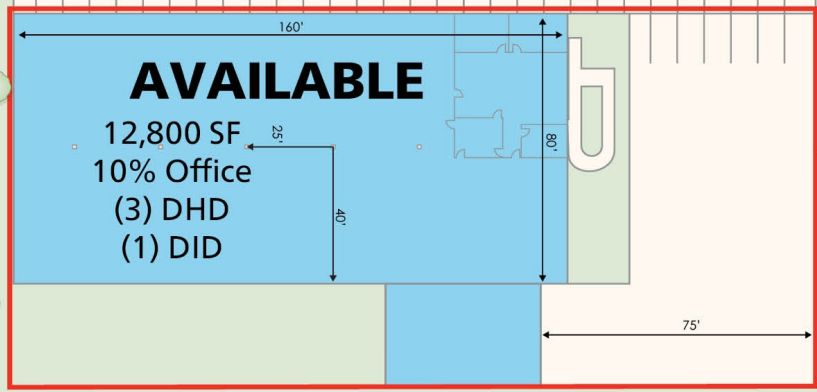 160'
AVAILABLE
12,800 SF
25'
80'
10% Office
(3) DHD
40'
(1) DID
75'